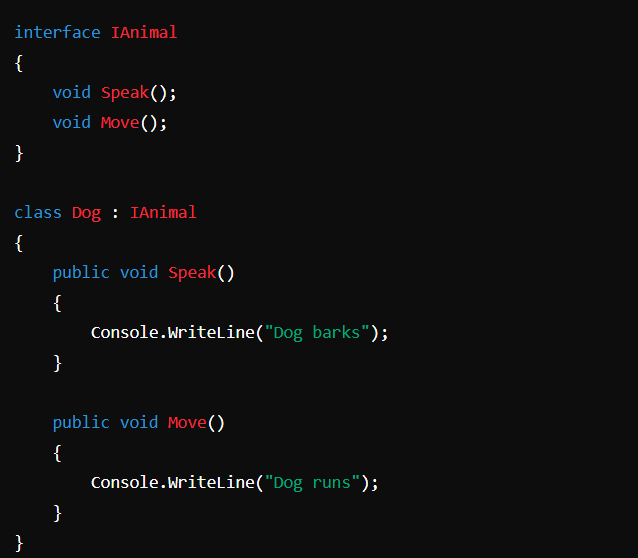 interface IAnimal
{
    void Speak();
    void Move();
}

class Dog : IAnimal
{
    public void Speak()
    {
        Console.WriteLine("Dog barks");
    }

    public void Move()
    {
        Console.WriteLine("Dog runs");
    }
}